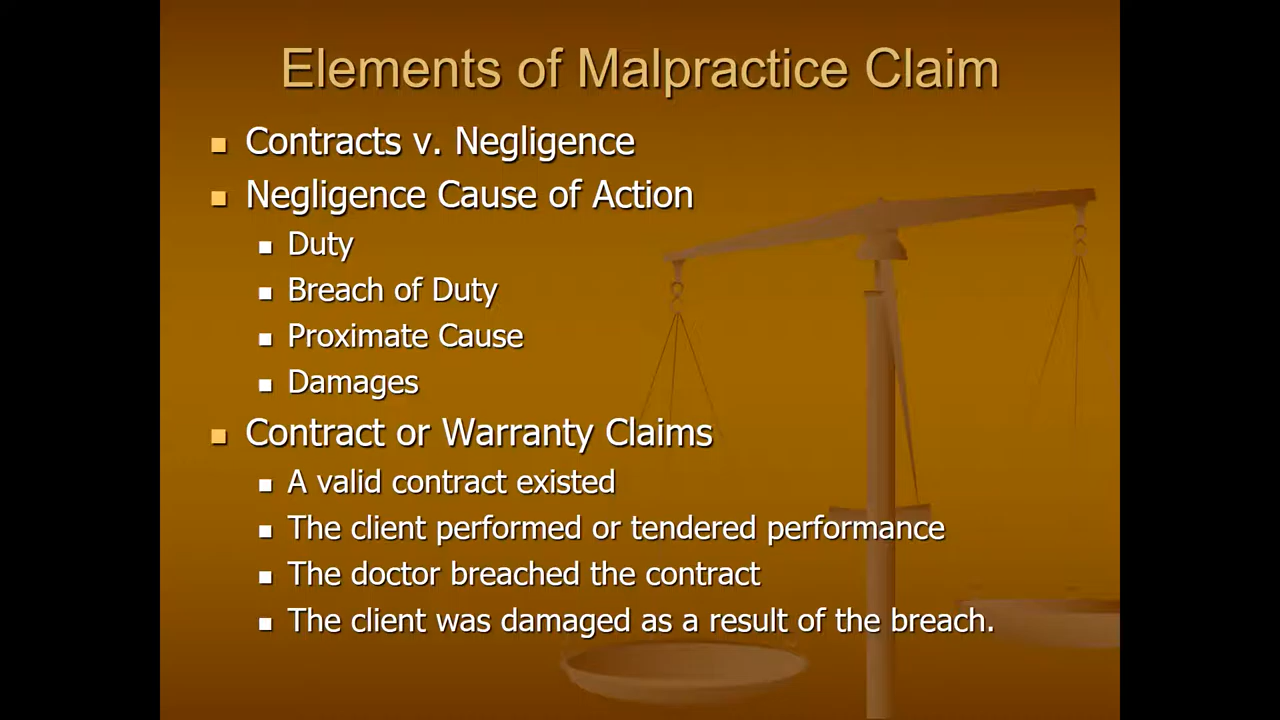 Elements of Malpractice Claim
Contracts v. Negligence
Negligence Cause of Action
Duty
Breach of Duty
Proximate Cause
Damages
Contract or Warranty Claims
A valid contract existed
The client performed or tendered performance
The doctor breached the contract
The client was damaged as a result of the breach.